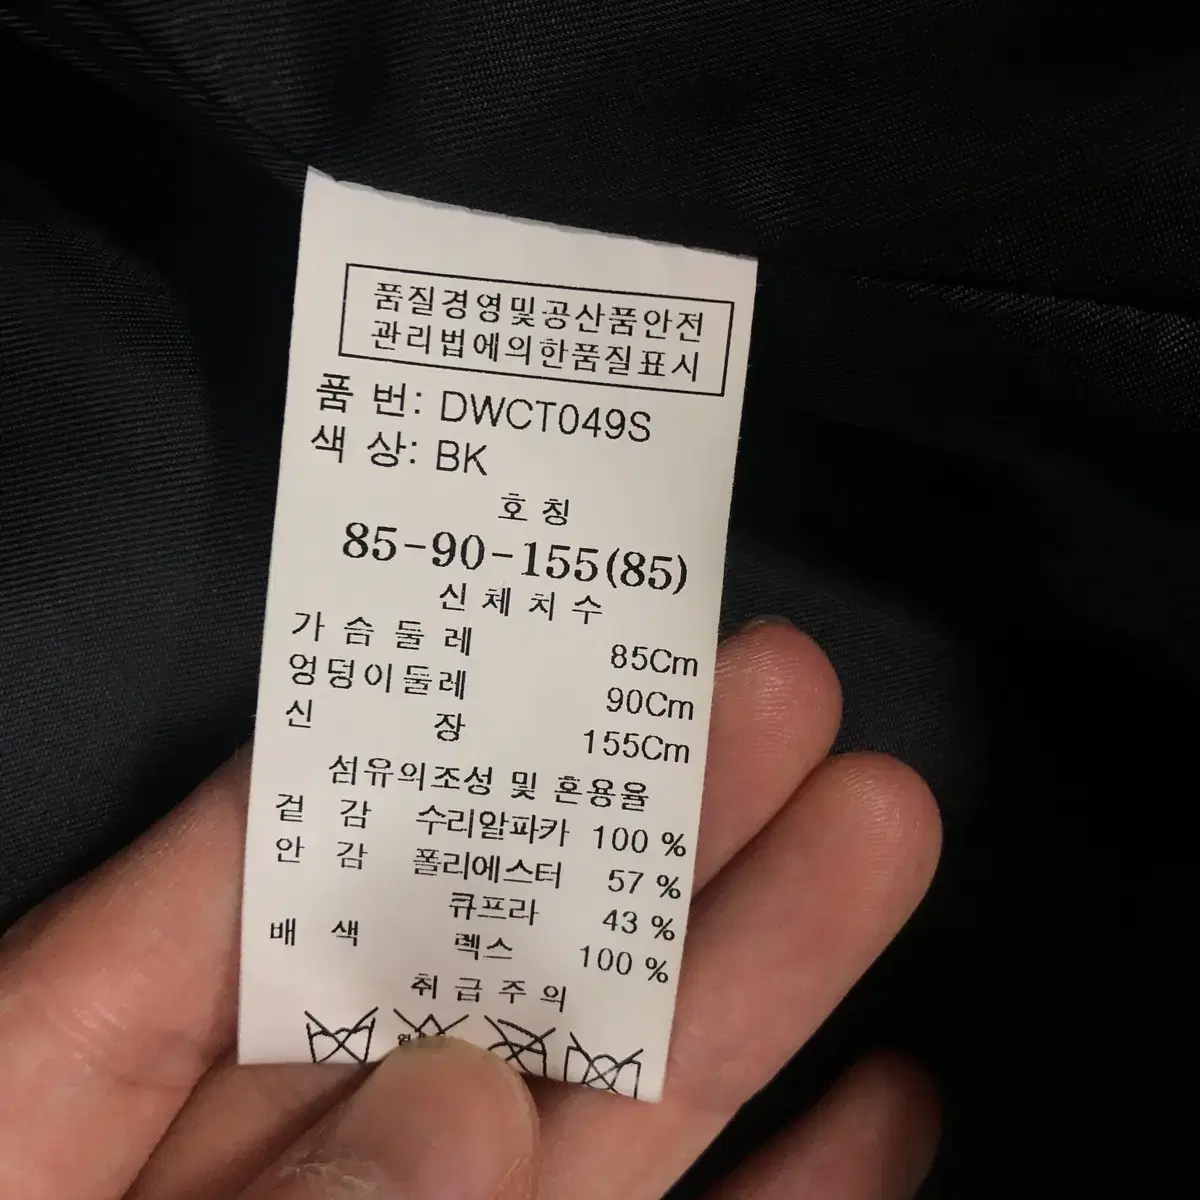 품질경영및공산품안전
관리법에의한품질표시
품 번: DWCT049S
색 상: BK
호 칭
85-90-155(85)
신 체 치 수
가 슴 둘 레 85Cm
엉덩이둘레 90Cm
신 장 155Cm
섬유의조성 및 혼용율
겉 감 수리알파카 100 %
안 감 폴리에스터 57 %
큐프라 43 %
배 색 렉스 100 %
취 급 주 의